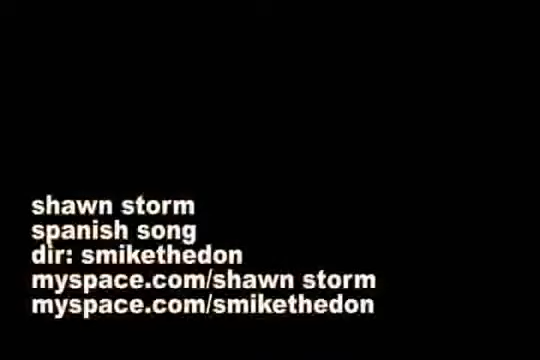 shawn storm
spanish song
dir: smikethedon
myspace.com/shawn storm
myspace.com/smikethedon